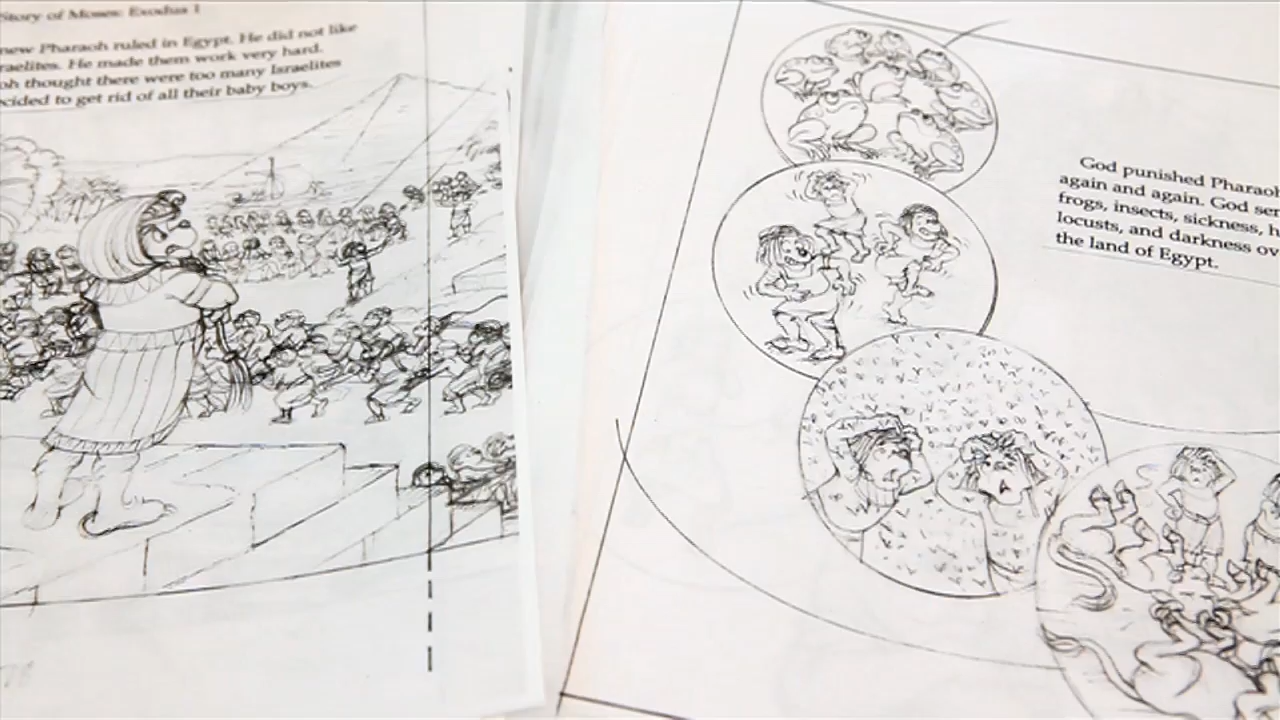 Story of Moses: Exodus 1
new Pharaoh ruled in Egypt. He did not like
raelites. He made them work very hard.
oh thought there were too many Israelites
cided to get rid of all their baby boys.
God punished Pharaoh
again and again. God sen
frogs, insects, sickness, h
locusts, and darkness ov
the land of Egypt.